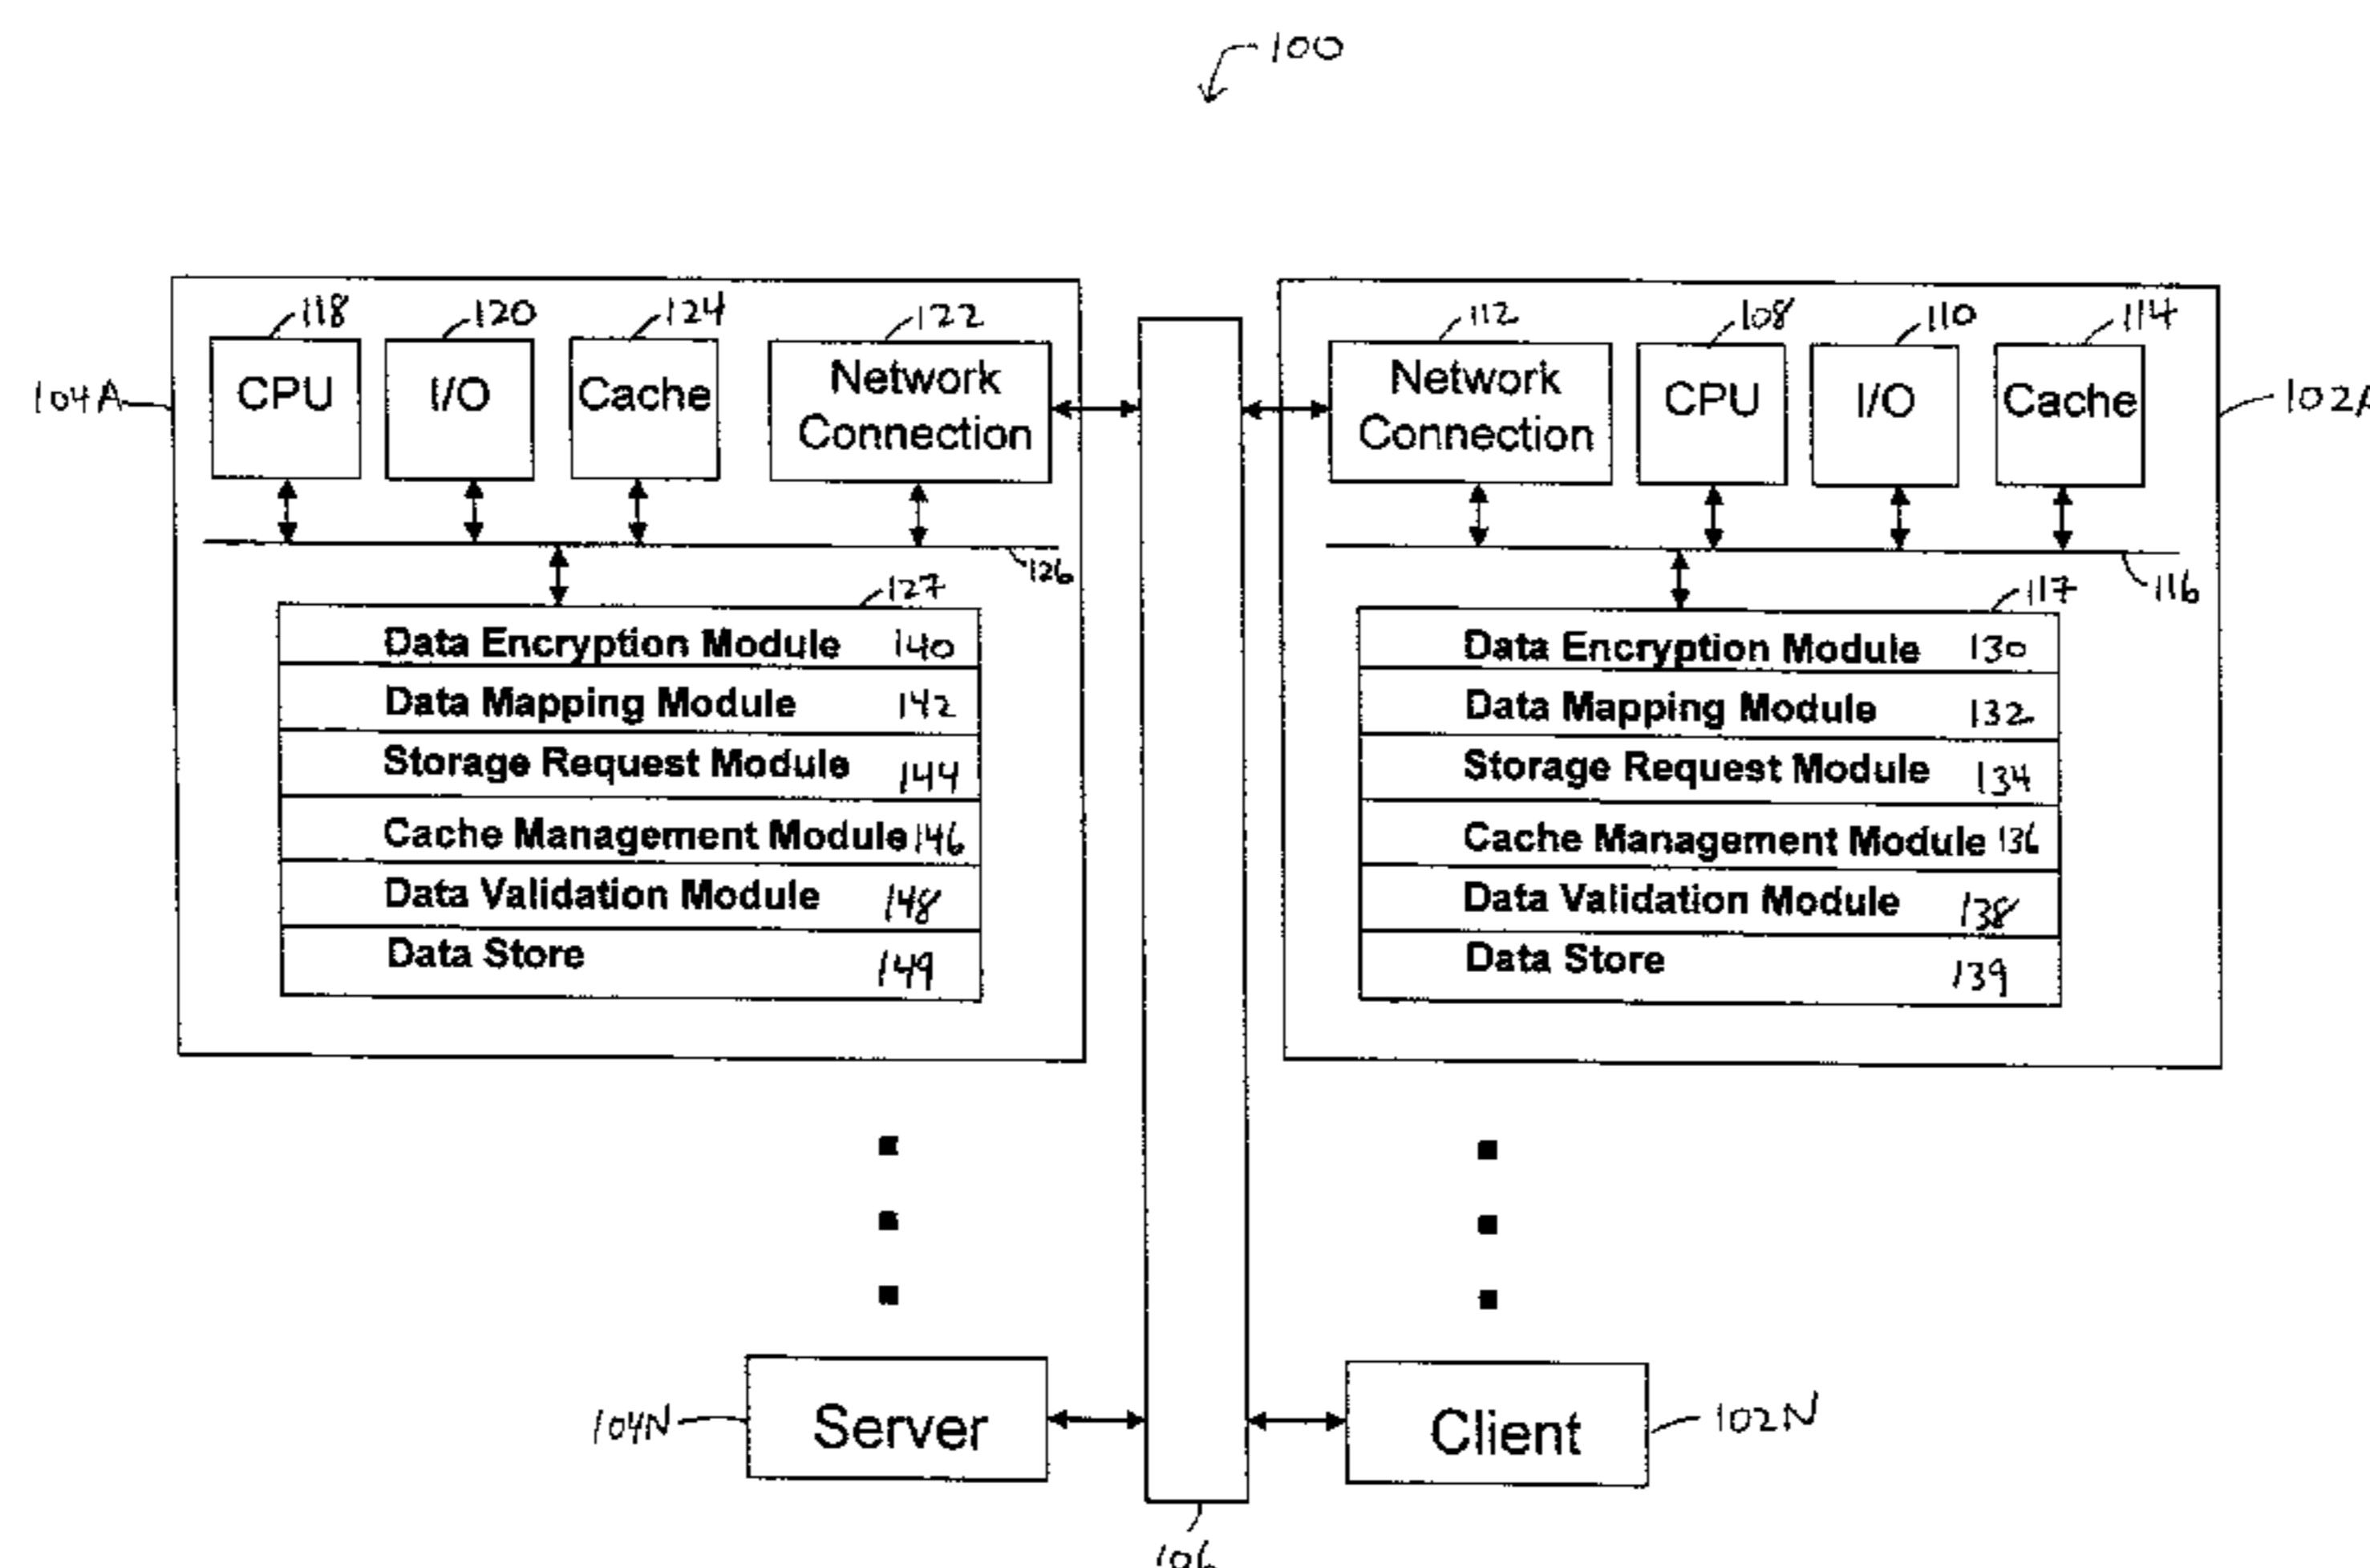 100
118
120
124
122
112
108
110
114
104A
CPU
I/O
Cache
Network
Connection
Network
Connection
CPU
I/O
Cache
102A
126
116
127
117
Data Encryption Module 140
Data Mapping Module 142
Storage Request Module 144
Cache Management Module 146
Data Validation Module 148
Data Store 149
Data Encryption Module 130
Data Mapping Module 132
Storage Request Module 134
Cache Management Module 136
Data Validation Module 138
Data Store 139
104N
Server
Client
102N
106